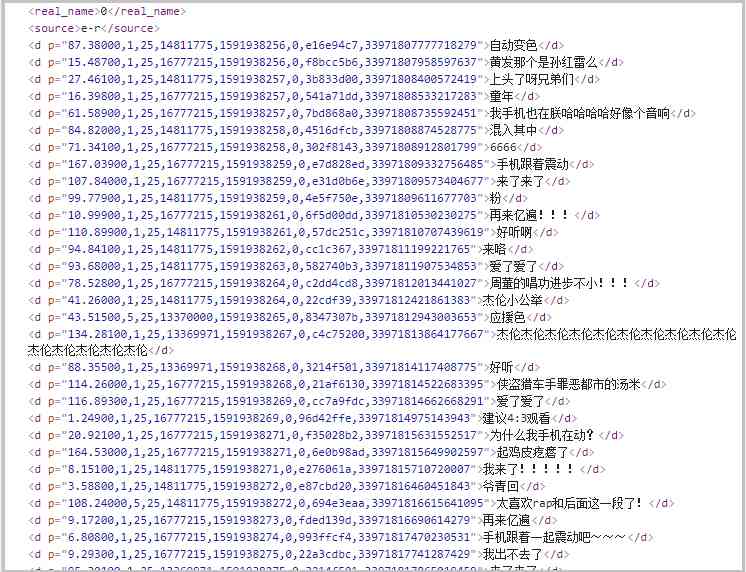 <real_name>0</real_name>
<source>e-r</source>
<d p="87.38000,1,25,14811775,1591938256,0,e16e94c7,33971807777718279">自动变色</d>
<d p="15.48700,1,25,16777215,1591938256,0,f8bcc5b6,33971807958597637">黄发那个是孙红雷么</d>
<d p="27.46100,1,25,14811775,1591938257,0,3b833d00,33971808400572419">上头了呀兄弟们</d>
<d p="16.39800,1,25,16777215,1591938257,0,541a71dd,33971808533217283">童年</d>
<d p="61.58900,1,25,16777215,1591938257,0,7bd868a0,33971808735592451">我手机也在朕哈哈哈哈好像个音响</d>
<d p="84.82000,1,25,14811775,1591938258,0,4516dfcb,33971808874528775">混入其中</d>
<d p="71.34100,1,25,16777215,1591938258,0,302f8143,33971808912801799">6666</d>
<d p="167.03900,1,25,16777215,1591938259,0,e7d828ed,33971809332756485">手机跟着震动</d>
<d p="107.84000,1,25,16777215,1591938259,0,e31d0b6e,33971809573404677">来了来了</d>
<d p="99.77900,1,25,14811775,1591938259,0,4e5f750e,33971809611677703">粉</d>
<d p="10.99900,1,25,16777215,1591938261,0,6f5d00dd,33971810530230275">再来亿遍！！！</d>
<d p="110.89900,1,25,14811775,1591938261,0,57dc251c,33971810707439619">好听啊</d>
<d p="94.84100,1,25,14811775,1591938262,0,cc1c367,33971811199221765">来咯</d>
<d p="93.68000,1,25,14811775,1591938263,0,582740b3,33971811907534853">爱了爱了</d>
<d p="78.52800,1,25,16777215,1591938264,0,c2dd4cd8,33971812013441027">周董的唱功进步不小！！！</d>
<d p="41.26000,1,25,14811775,1591938264,0,22cdf39,33971812421861383">杰伦小公举</d>
<d p="43.51500,5,25,13370000,1591938265,0,8347307b,33971812943003653">应援色</d>
<d p="134.28100,1,25,13369971,1591938267,0,c4c75200,33971813864177667">杰伦杰伦杰伦杰伦杰伦杰伦杰伦杰伦杰伦杰伦
杰伦杰伦杰伦杰伦杰伦</d>
<d p="88.35500,1,25,13369971,1591938268,0,3214f501,33971814117408775">好听</d>
<d p="114.26000,1,25,16777215,1591938268,0,21af6130,33971814522683395">侠盗猎车手罪恶都市的汤米</d>
<d p="116.89300,1,25,16777215,1591938269,0,cc7a9fdc,33971814662668291">爱了爱了</d>
<d p="1.24900,1,25,16777215,1591938269,0,96d42ffe,33971814975143943">建议4:3观看</d>
<d p="20.92100,1,25,16777215,1591938271,0,f35028b2,33971815631552517">为什么我手机在动？</d>
<d p="164.53000,1,25,16777215,1591938271,0,6e0b98ad,33971815649902597">起鸡皮疙瘩了</d>
<d p="8.15100,1,25,14811775,1591938271,0,e276061a,33971815710720007">我来了！！！！！</d>
<d p="3.58800,1,25,14811775,1591938272,0,e87cbd20,33971816460451843">爷青回</d>
<d p="108.24000,5,25,14811775,1591938272,0,694e3eaa,33971816615641095">太喜欢rap和后面这一段了！</d>
<d p="9.17200,1,25,16777215,1591938273,0,fded139d,33971816690614279">再来亿遍</d>
<d p="6.80800,1,25,16777215,1591938274,0,993ffcf4,33971817470230531">手机跟着一起震动吧～～～</d>
<d p="9.29300,1,25,16777215,1591938275,0,22a3cdbc,33971817741287429">我出不去了</d>